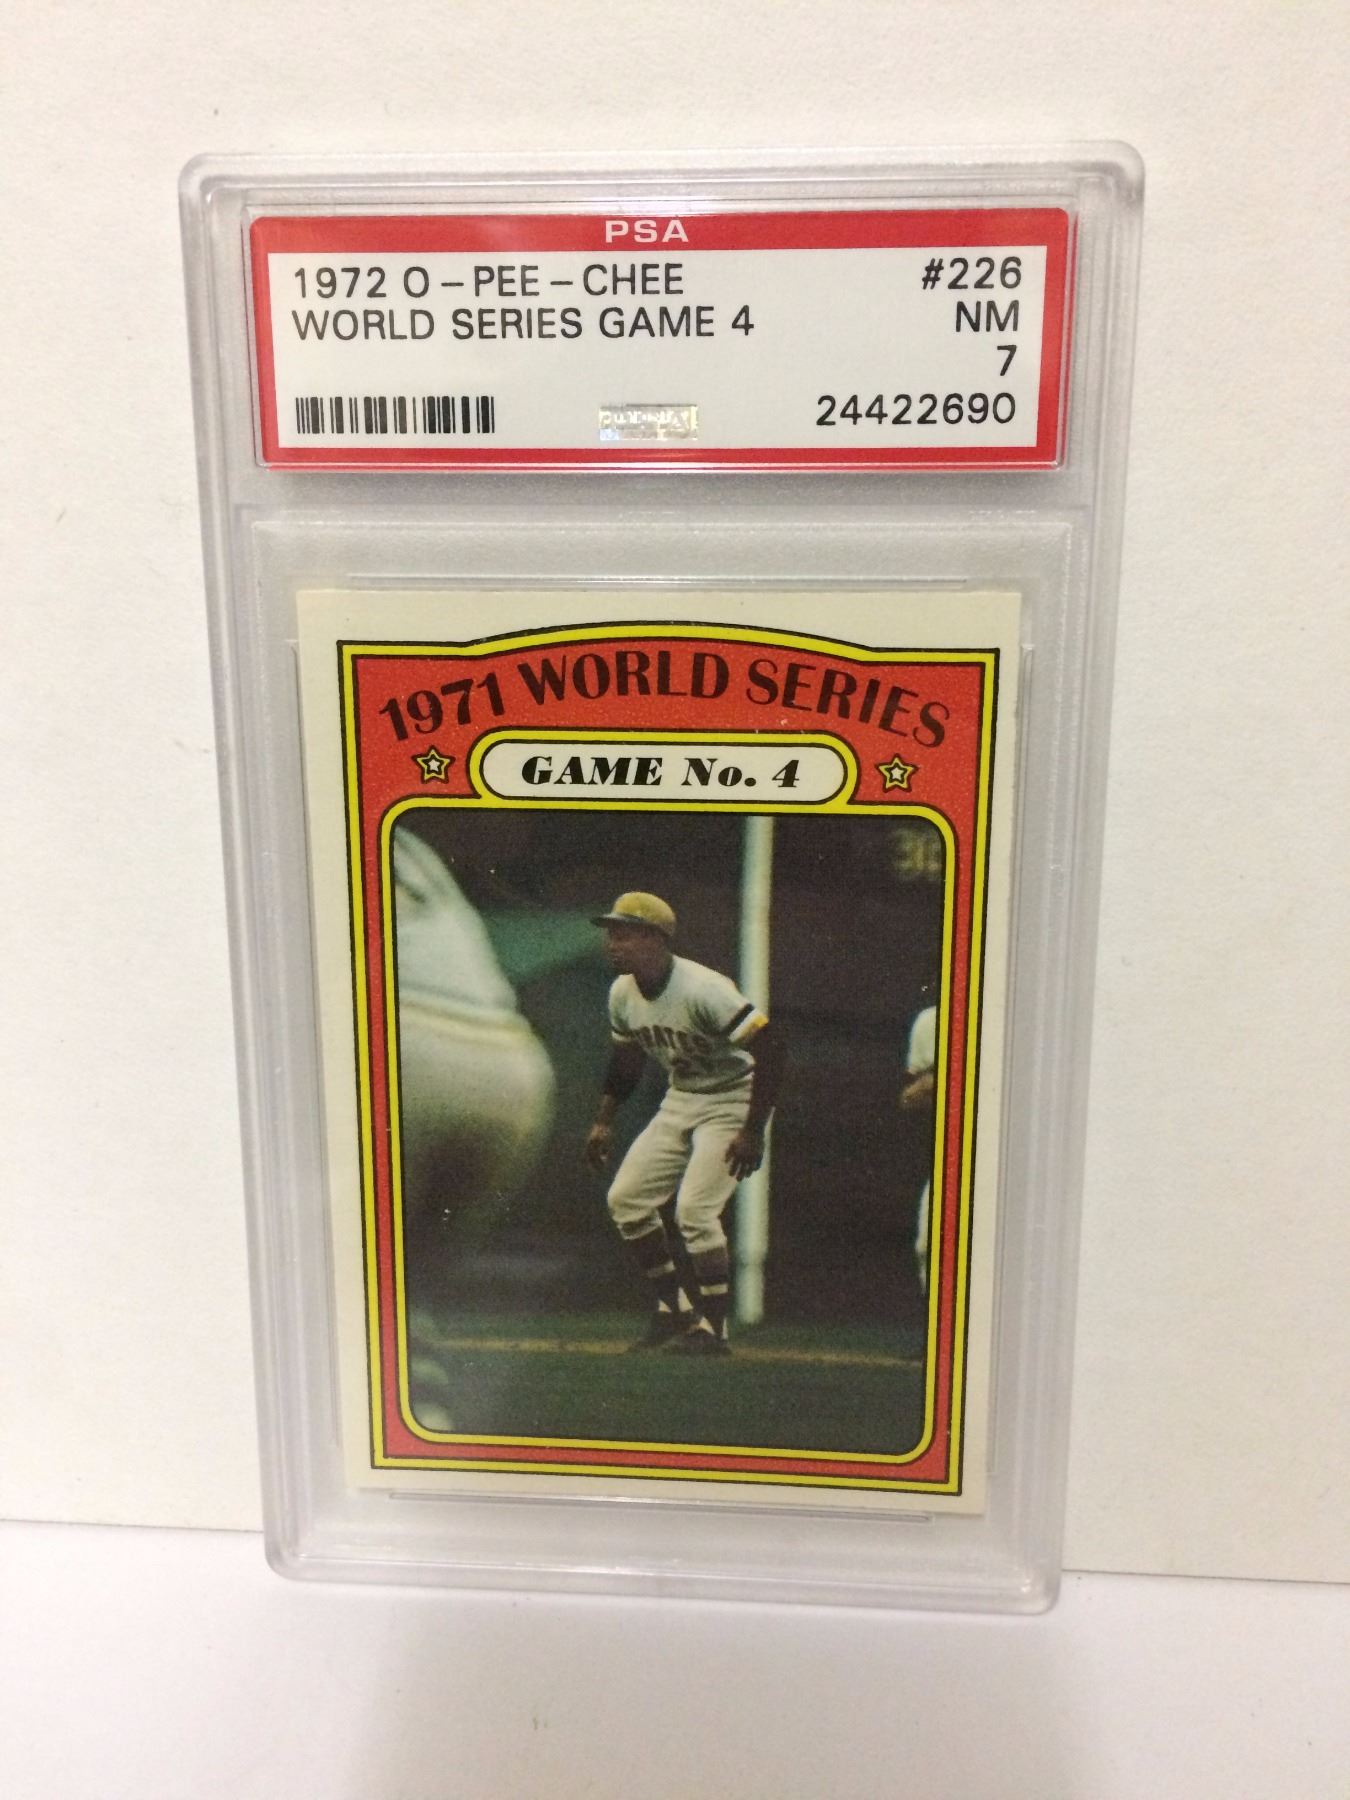 PSA
1972 O-PEE-CHEE #226
WORLD SERIES GAME 4 NM
7
24422690
1971 WORLD SERIES
GAME No. 4